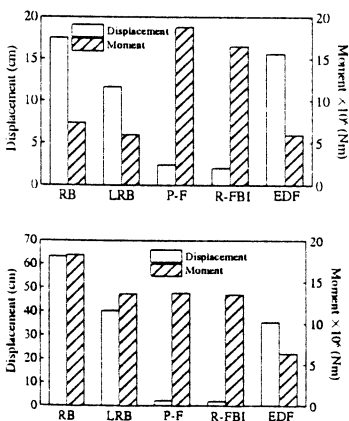 20
15
10
5
0
Displacement (cm)
Displacement
Moment
20
15
10
5
0
Moment × 10⁶ (Nm)
RB LRB P-F R-FBI EDF
70
60
50
40
30
20
10
0
Displacement (cm)
Displacement
Moment
20
15
10
5
0
Moment × 10⁶ (Nm)
RB LRB P-F R-FBI EDF